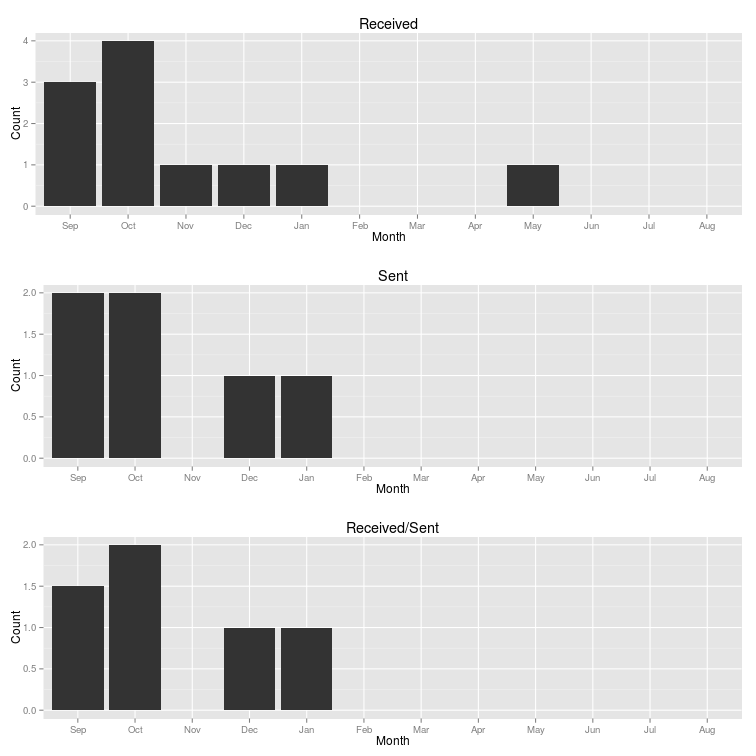 Received
4
3
2
1
0
Count
Sep Oct Nov Dec Jan Feb Mar Apr May Jun Jul Aug
Month
Sent
2.0
1.5
1.0
0.5
0.0
Count
Sep Oct Nov Dec Jan Feb Mar Apr May Jun Jul Aug
Month
Received/Sent
2.0
1.5
1.0
0.5
0.0
Count
Sep Oct Nov Dec Jan Feb Mar Apr May Jun Jul Aug
Month